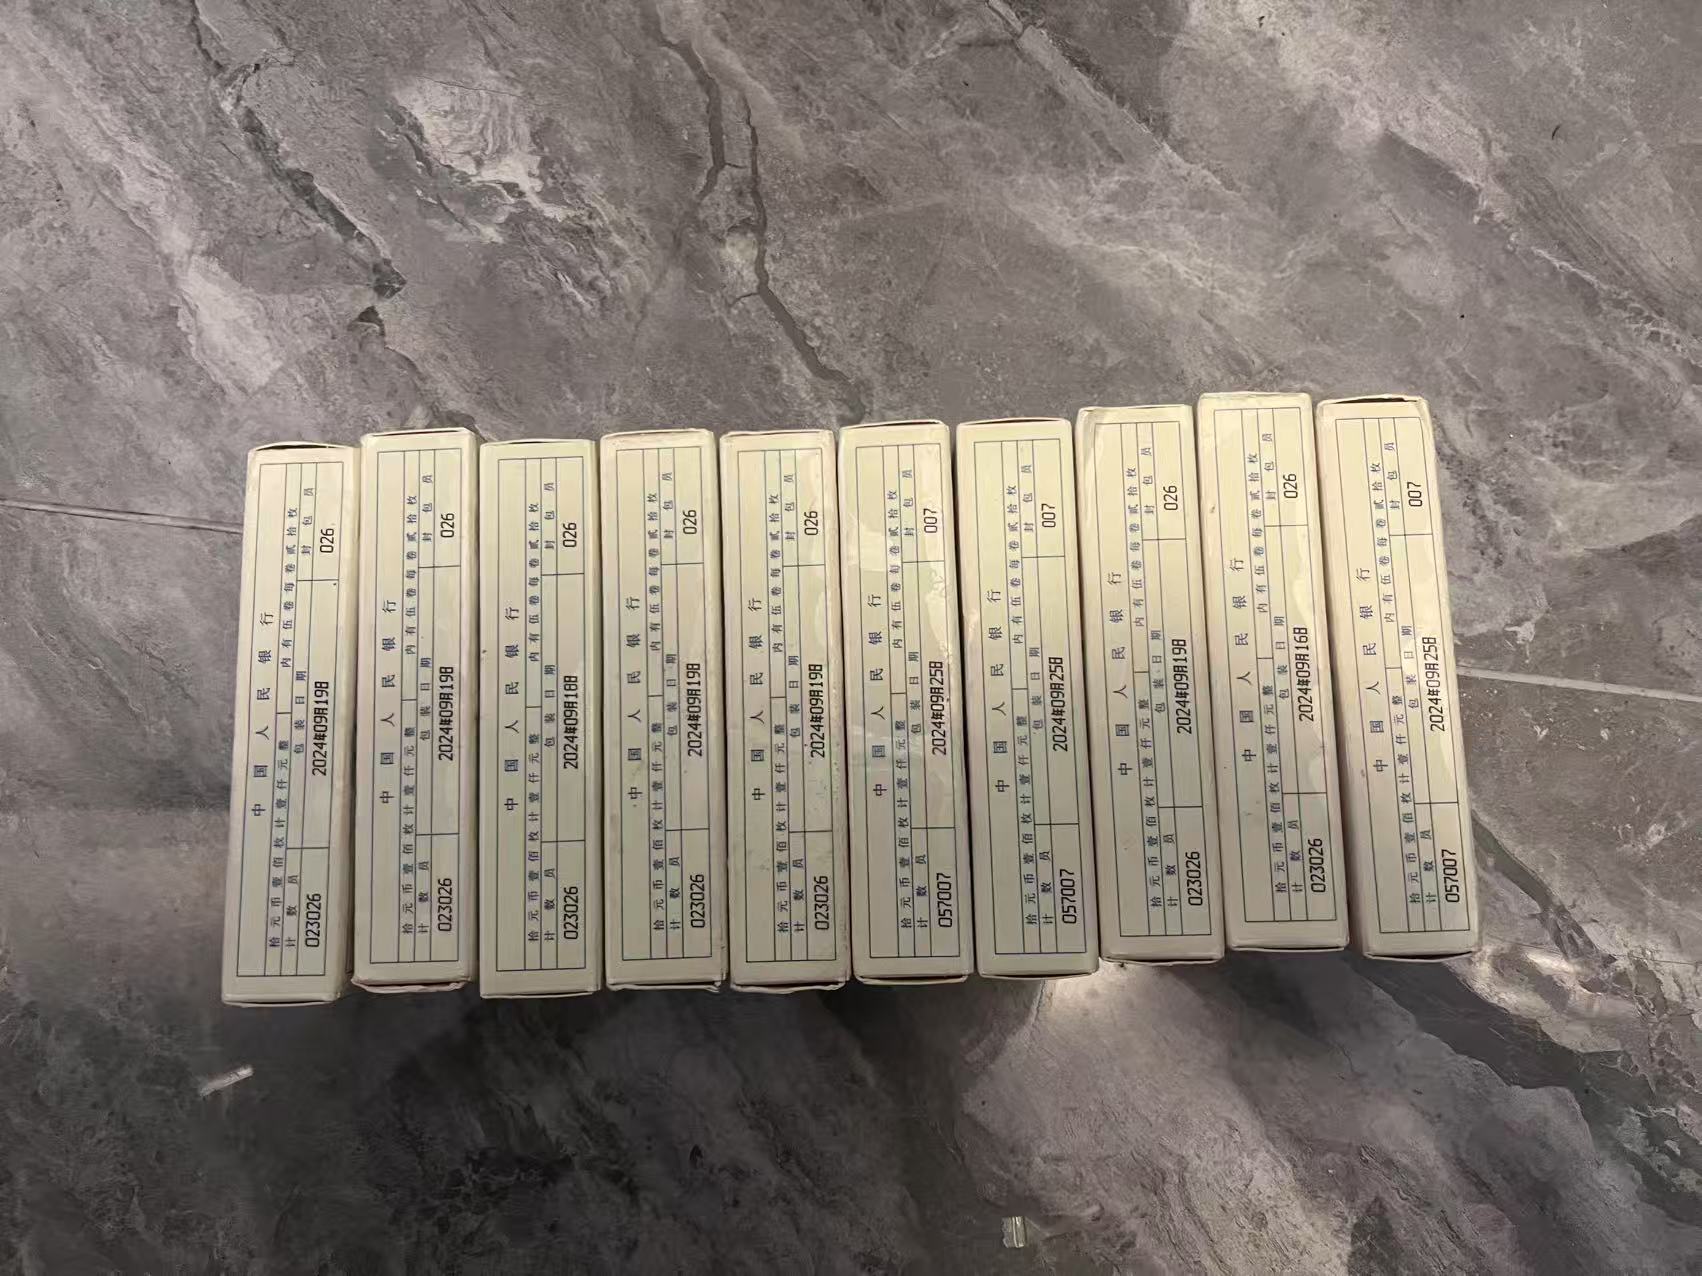 中国人民银行
拾元币壹佰枚计壹仟元整 内有伍卷每卷贰拾枚
计数员 包装日期 封包员
023026 2024年09月19日 026
中国人民银行
拾元币壹佰枚计壹仟元整 内有伍卷每卷贰拾枚
计数员 包装日期 封包员
023026 2024年09月19日 026
中国人民银行
拾元币壹佰枚计壹仟元整 内有伍卷每卷贰拾枚
计数员 包装日期 封包员
023026 2024年09月18日 026
中国人民银行
拾元币壹佰枚计壹仟元整 内有伍卷每卷贰拾枚
计数员 包装日期 封包员
023026 2024年09月19日 026
中国人民银行
拾元币壹佰枚计壹仟元整 内有伍卷每卷贰拾枚
计数员 包装日期 封包员
023026 2024年09月19日 026
中国人民银行
拾元币壹佰枚计壹仟元整 内有伍卷每卷贰拾枚
计数员 包装日期 封包员
057007 2024年09月25日 007
中国人民银行
拾元币壹佰枚计壹仟元整 内有伍卷每卷贰拾枚
计数员 包装日期 封包员
057007 2024年09月25日 007
中国人民银行
拾元币壹佰枚计壹仟元整 内有伍卷每卷贰拾枚
计数员 包装日期 封包员
023026 2024年09月19日 026
中国人民银行
拾元币壹佰枚计壹仟元整 内有伍卷每卷贰拾枚
计数员 包装日期 封包员
023026 2024年09月16日 026
中国人民银行
拾元币壹佰枚计壹仟元整 内有伍卷每卷贰拾枚
计数员 包装日期 封包员
057007 2024年09月25日 007